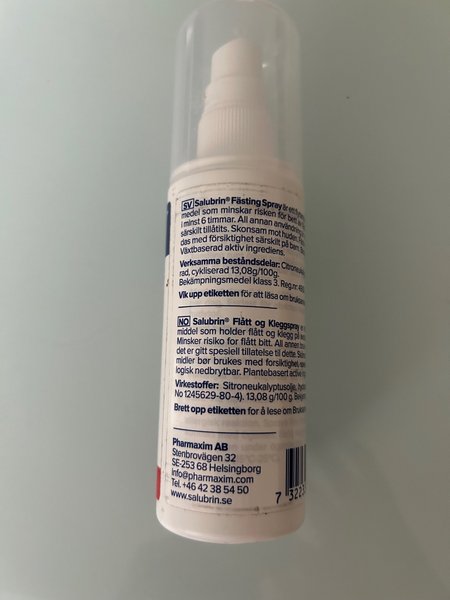 SV Salubrin® Fästing Spray är ett
medel som minskar risken för bett
i minst 6 timmar. All annan användning
särskilt tillåtits. Skonsam mot huden.
das med försiktighet särskilt på barn.
Växtbaserad aktiv ingrediens.
Verksamma beståndsdelar:
rad, cykliserad 13,08g/100g.
Bekämpningsmedel klass 3. Reg.nr:
Vik upp etiketten för att läsa om
NO Salubrin® Flått og Kleggspray er
middel som holder flått og klegg på
Minsker risiko for flått bitt. All annen
det er gitt spesiell tillatelse til dette.
midler bør brukes med forsiktighet
logisk nedbrytbar. Plantebasert
Virkestoffer: Sitroneukalyptusolje,
No 1245629-80-4). 13,08 g/100 g.
Brett opp etiketten for å lese om
Pharmaxim AB
Stenbrovägen 32
SE-253 68 Helsingborg
info@pharmaxim.com
Tel. +46 42 38 54 50
www.salubrin.se